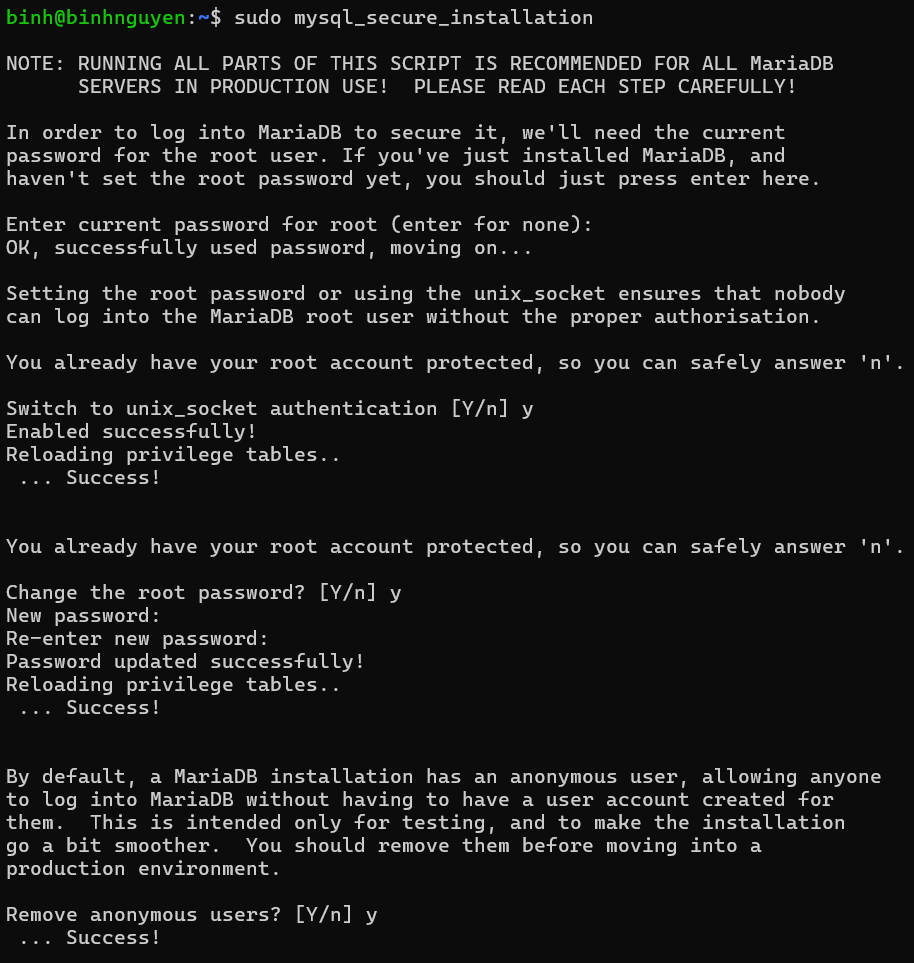 binh@binhnguyen:~$ sudo mysql_secure_installation
NOTE: RUNNING ALL PARTS OF THIS SCRIPT IS RECOMMENDED FOR ALL MariaDB
SERVERS IN PRODUCTION USE!  PLEASE READ EACH STEP CAREFULLY!
In order to log into MariaDB to secure it, we'll need the current
password for the root user. If you've just installed MariaDB, and
haven't set the root password yet, you should just press enter here.
Enter current password for root (enter for none):
OK, successfully used password, moving on...
Setting the root password or using the unix_socket ensures that nobody
can log into the MariaDB root user without the proper authorisation.
You already have your root account protected, so you can safely answer 'n'.
Switch to unix_socket authentication [Y/n] y
Enabled successfully!
Reloading privilege tables..
... Success!
You already have your root account protected, so you can safely answer 'n'.
Change the root password? [Y/n] y
New password:
Re-enter new password:
Password updated successfully!
Reloading privilege tables..
... Success!
By default, a MariaDB installation has an anonymous user, allowing anyone
to log into MariaDB without having to have a user account created for
them.  This is intended only for testing, and to make the installation
go a bit smoother.  You should remove them before moving into a
production environment.
Remove anonymous users? [Y/n] y
... Success!